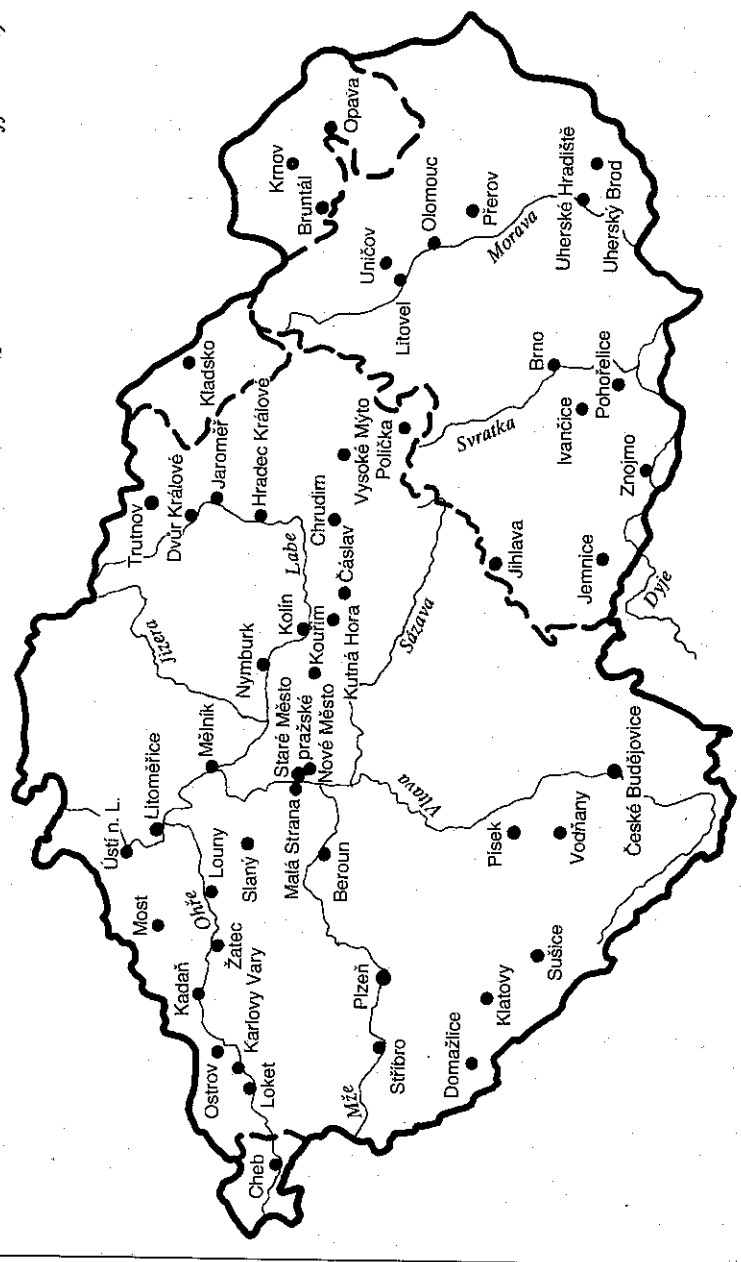 Ústí n. L.
Litoměřice
Most
Trutnov
Dvůr Králové
Jaroměř
Kladsko
Jizera
Mělník
Ohře
Louny
Žatec
Kadaň
Ostrov
Karlovy Vary
Loket
Cheb
Slaný
Nymburk
Hradec Králové
Krnov
Bruntál
Opava
Labe
Kolín
Kouřim
Staré Město
pražské
Nové Město
Malá Strana
Beroun
Kutná Hora
Čáslav
Chrudim
Vysoké Mýto
Polička
Uničov
Litovel
Olomouc
Přerov
Morava
Mže
Stříbro
Plzeň
Vltava
Sázava
Svratka
Jihlava
Domažlice
Klatovy
Sušice
Písek
Vodňany
České Budějovice
Brno
Ivančice
Pohořelice
Znojmo
Jemnice
Dyje
Uherské Hradiště
Uherský Brod